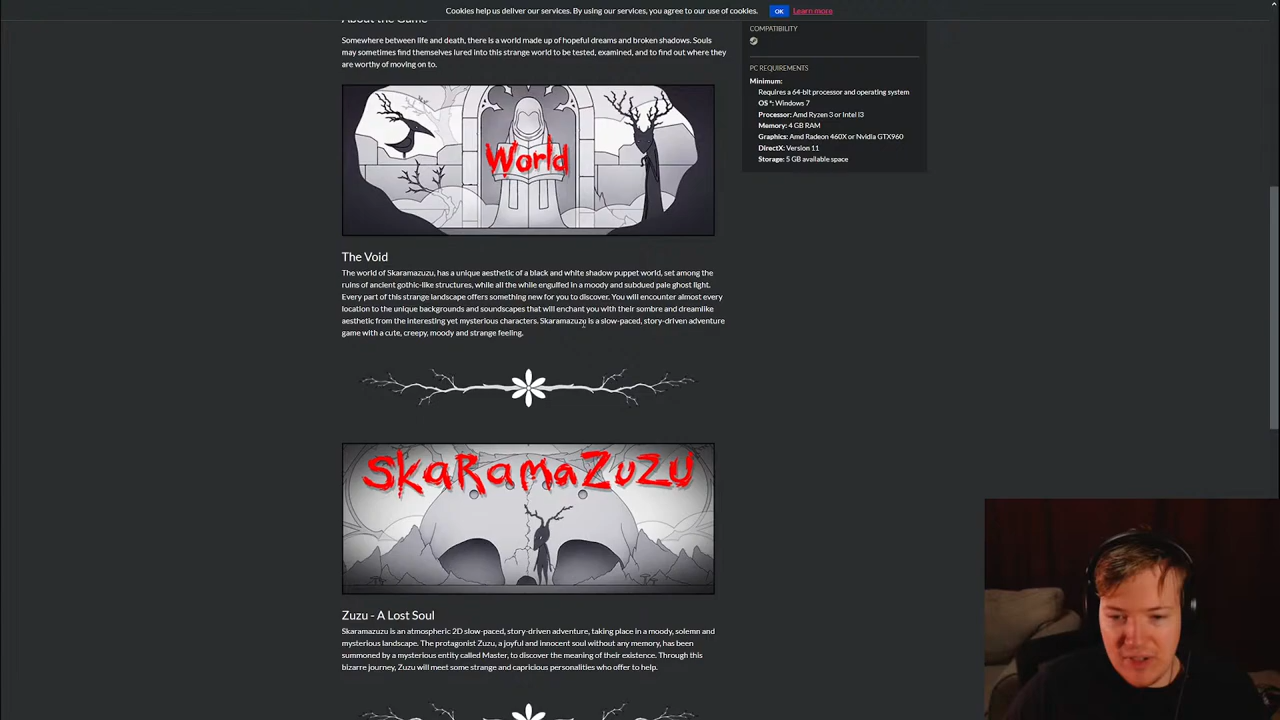 Cookies help us deliver our services. By using our services, you agree to our use of cookies.
OK
Learn more
About the Game
Somewhere between life and death, there is a world made up of hopeful dreams and broken shadows. Souls
may sometimes find themselves lured into this strange world to be tested, examined, and to find out where they
are worthy of moving on to.
World
The Void
The world of Skaramazuzu, has a unique aesthetic of a black and white shadow puppet world, set among the
ruins of ancient gothic-like structures, while all the while engulfed in a moody and subdued pale ghost light.
Every part of this strange landscape offers something new for you to discover. You will encounter almost every
location to the unique backgrounds and soundscapes that will enchant you with their sombre and dreamlike
aesthetic from the interesting yet mysterious characters. Skaramazuzu is a slow-paced, story-driven adventure
game with a cute, creepy, moody and strange feeling.
SkaRamaZuZU
Zuzu - A Lost Soul
Skaramazuzu is an atmospheric 2D slow-paced, story-driven adventure, taking place in a moody, solemn and
mysterious landscape. The protagonist Zuzu, a joyful and innocent soul without any memory, has been
summoned by a mysterious entity called Master, to discover the meaning of their existence. Through this
bizarre journey, Zuzu will meet some strange and capricious personalities who offer to help.
COMPATIBILITY
PC REQUIREMENTS
Minimum:
Requires a 64-bit processor and operating system
OS *: Windows 7
Processor: Amd Ryzen 3 or Intel I3
Memory: 4 GB RAM
Graphics: Amd Radeon 460X or Nvidia GTX960
DirectX: Version 11
Storage: 5 GB available space